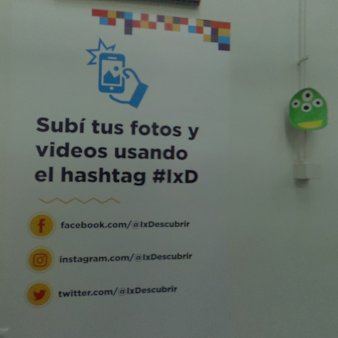 Subí tus fotos y
videos usando
el hashtag #IxD
facebook.com/@IxDescubrir
instagram.com/@IxDescubrir
twitter.com/@IxDescubrir